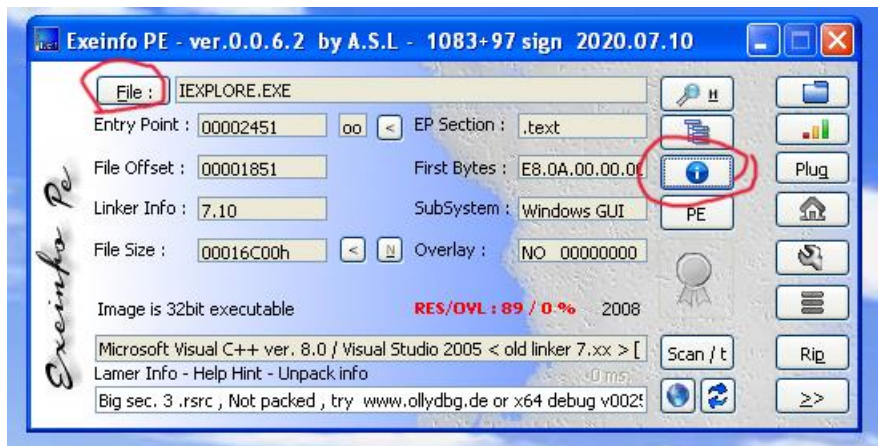 Exeinfo PE - ver.0.0.6.2 by A.S.L - 1083+97 sign 2020.07.10
File : IEXPLORE.EXE H
Entry Point : 00002451 oo < EP Section : .text
File Offset : 00001851 First Bytes : E8.0A.00.00.0 Plug
Linker Info : 7.10 SubSystem : Windows GUI PE
File Size : 00016C00h < N Overlay : NO 00000000
Image is 32bit executable RES/OVL : 89 / 0 % 2008
Microsoft Visual C++ ver. 8.0 / Visual Studio 2005 < old linker 7.xx > [ Scan / t Rip
Lamer Info - Help Hint - Unpack info 0 ms.
Big sec. 3 .rsrc , Not packed , try www.ollydbg.de or x64 debug v0025 >>
Exeinfo Pe